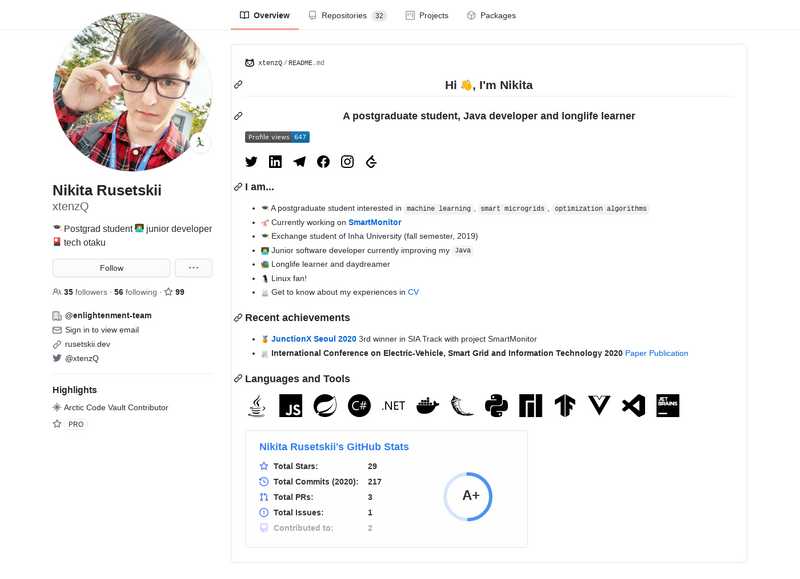 Overview
Repositories 32
Projects
Packages
Nikita Rusetskii
xtenzQ
Postgrad student junior developer
tech otaku
Follow
35 followers · 56 following · 99
@enlightenment-team
Sign in to view email
rusetskii.dev
@xtenzQ
Highlights
Arctic Code Vault Contributor
PRO
xtenzQ/README.md
Hi 👋, I'm Nikita
A postgraduate student, Java developer and longlife learner
Profile views 647
I am...
A postgraduate student interested in machine learning, smart microgrids, optimization algorithms
Currently working on SmartMonitor
Exchange student of Inha University (fall semester, 2019)
Junior software developer currently improving my Java
Longlife learner and daydreamer
Linux fan!
Get to know about my experiences in CV
Recent achievements
JunctionX Seoul 2020 3rd winner in SIA Track with project SmartMonitor
International Conference on Electric-Vehicle, Smart Grid and Information Technology 2020 Paper Publication
Languages and Tools
JS C# .NET JET BRAINS
Nikita Rusetskii's GitHub Stats
Total Stars: 29
Total Commits (2020): 217
Total PRs: 3
Total Issues: 1
Contributed to: 2
A+